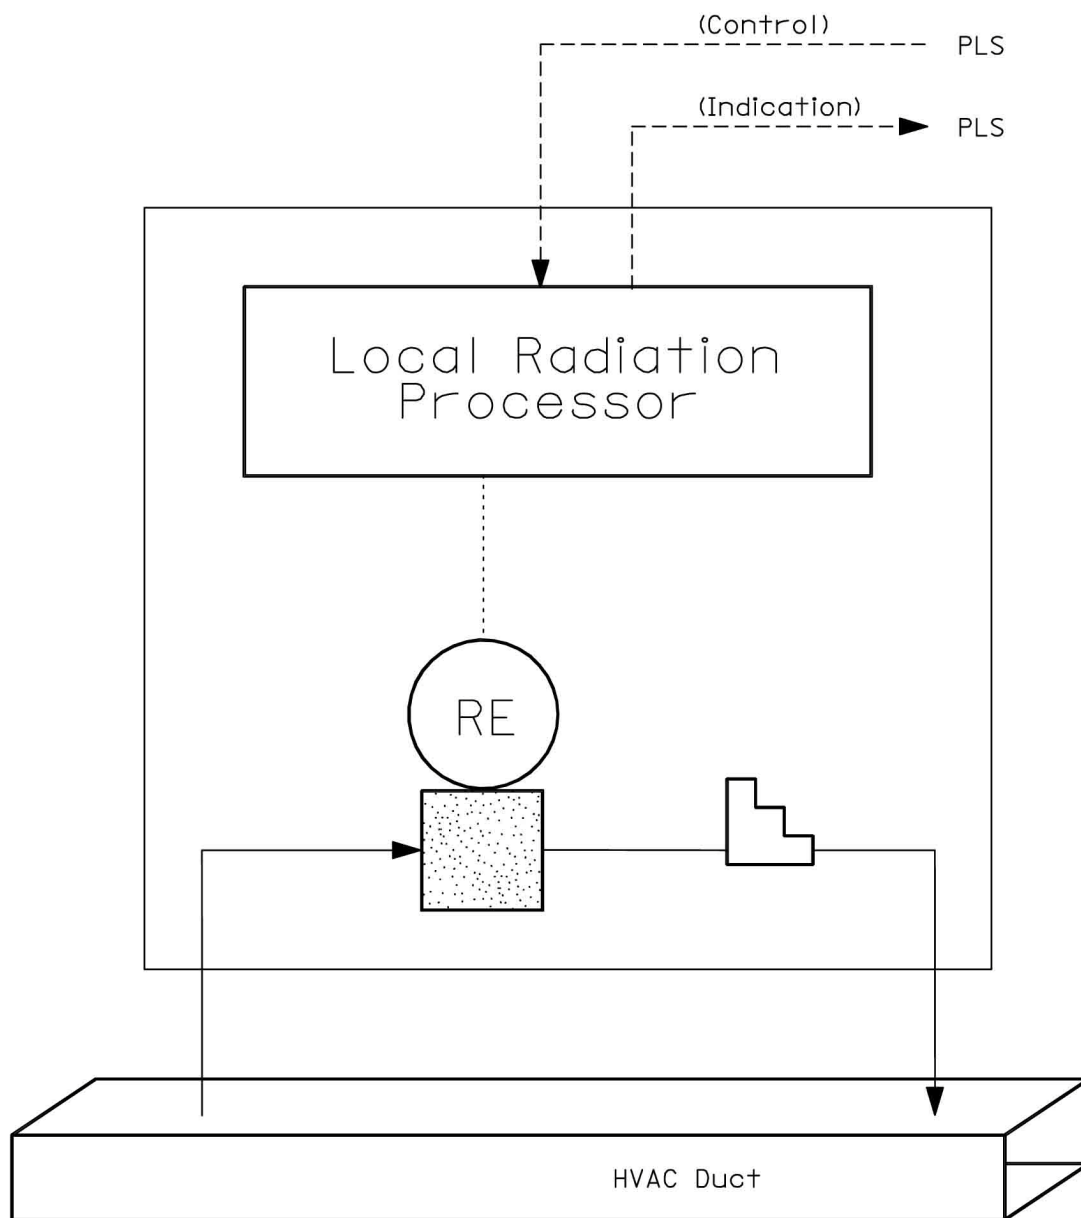 (Control)
PLS
(Indication)
PLS
Local Radiation
Processor
RE
HVAC Duct